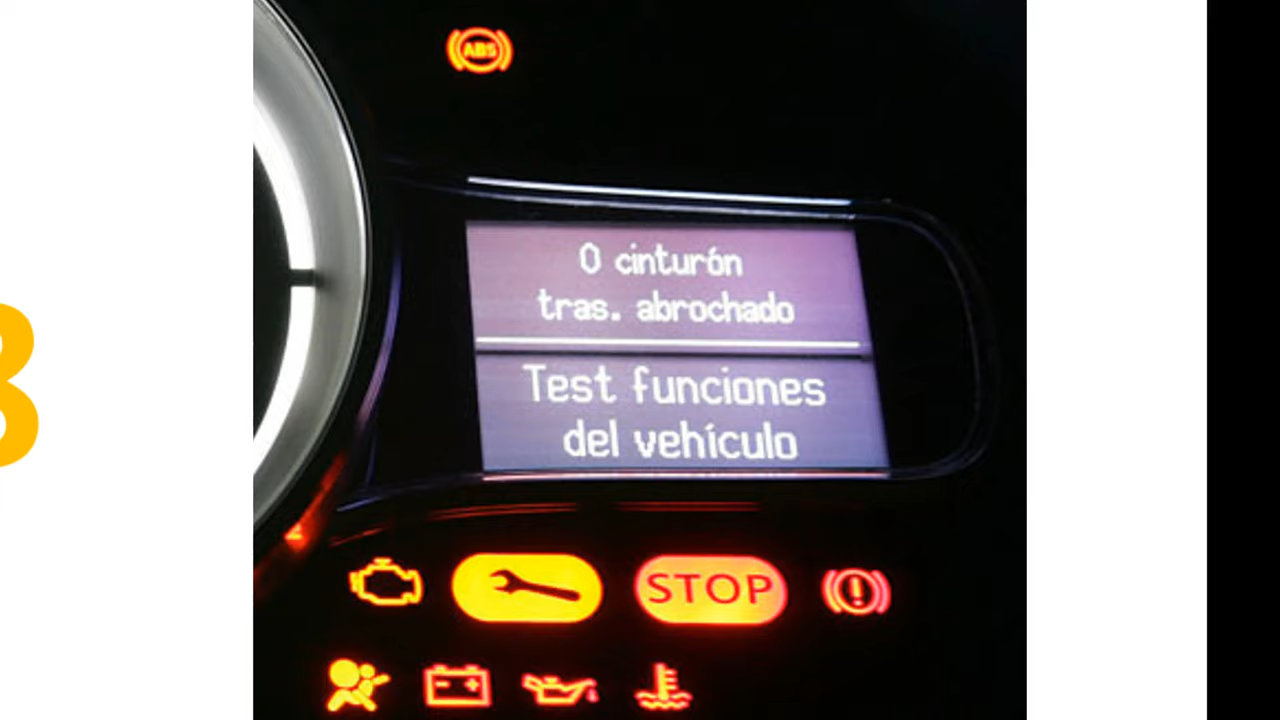 ABS
0 cinturón
tras. abrochado
Test funciones
del vehículo
STOP